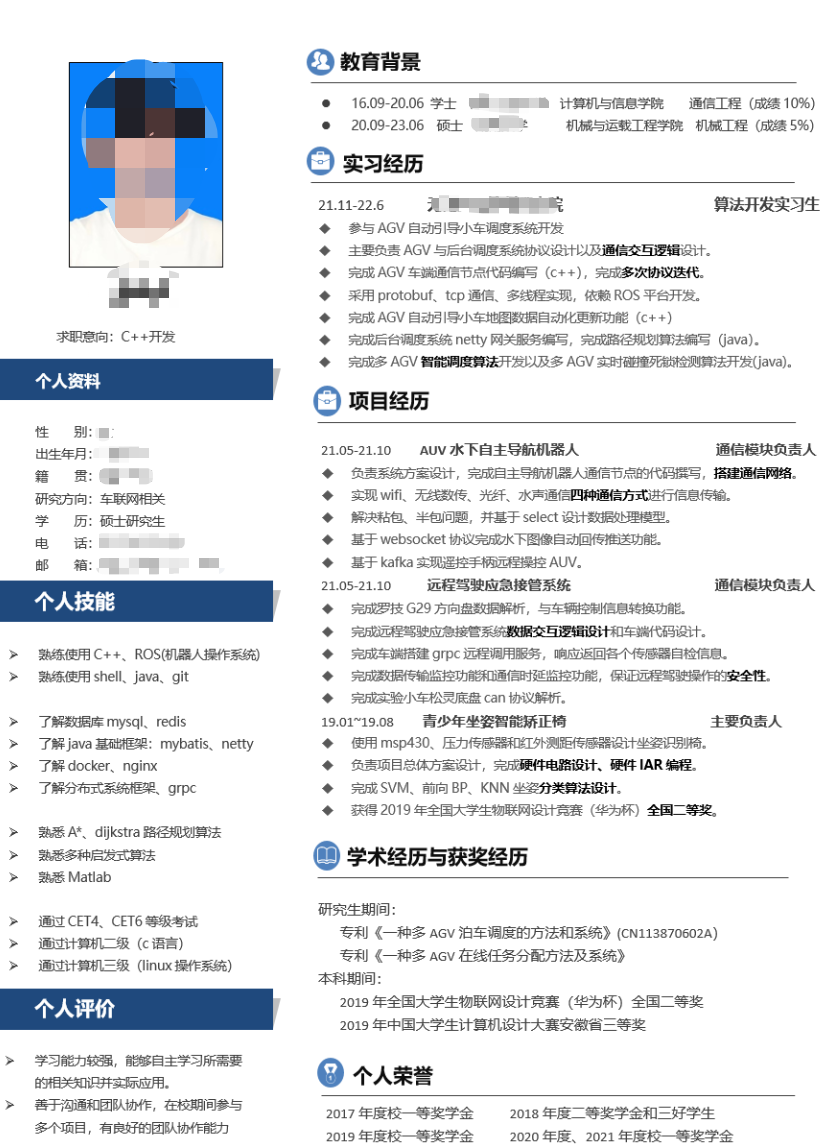 求职意向：C++开发
个人资料
性 别：
出生年月：
籍 贯：
研究方向：车联网相关
学 历：硕士研究生
电 话：
邮 箱：
个人技能
熟练使用 C++、ROS(机器人操作系统)
熟练使用 shell、java、git
了解数据库 mysql、redis
了解 java 基础框架：mybatis、netty
了解 docker、nginx
了解分布式系统框架、grpc
熟悉 A*、dijkstra 路径规划算法
熟悉多种启发式算法
熟悉 Matlab
通过 CET4、CET6 等级考试
通过计算机二级（c 语言）
通过计算机三级（linux 操作系统）
个人评价
学习能力较强，能够自主学习所需要
的相关知识并实际应用。
善于沟通和团队协作，在校期间参与
多个项目，有良好的团队协作能力
教育背景
16.09-20.06 学士 计算机与信息学院 通信工程（成绩 10%）
20.09-23.06 硕士 机械与运载工程学院 机械工程（成绩 5%）
实习经历
21.11-22.6 院 算法开发实习生
参与 AGV 自动引导小车调度系统开发
主要负责 AGV 与后台调度系统协议设计以及通信交互逻辑设计。
完成 AGV 车端通信节点代码编写（c++），完成多次协议迭代。
采用 protobuf、tcp 通信、多线程实现，依赖 ROS 平台开发。
完成 AGV 自动引导小车地图数据自动化更新功能（c++）
完成后台调度系统 netty 网关服务编写，完成路径规划算法编写（java）。
完成多 AGV 智能调度算法开发以及多 AGV 实时碰撞死锁检测算法开发(java)。
项目经历
21.05-21.10 AUV 水下自主导航机器人 通信模块负责人
负责系统方案设计，完成自主导航机器人通信节点的代码撰写，搭建通信网络。
实现 wifi、无线数传、光纤、水声通信四种通信方式进行信息传输。
解决粘包、半包问题，并基于 select 设计数据处理模型。
基于 websocket 协议完成水下图像自动回传推送功能。
基于 kafka 实现遥控手柄远程操控 AUV。
21.05-21.10 远程驾驶应急接管系统 通信模块负责人
完成罗技 G29 方向盘数据解析，与车辆控制信息转换功能。
完成远程驾驶应急接管系统数据交互逻辑设计和车端代码设计。
完成车端搭建 grpc 远程调用服务，响应返回各个传感器自检信息。
完成数据传输监控功能和通信时延监控功能，保证远程驾驶操作的安全性。
完成实验小车松灵底盘 can 协议解析。
19.01~19.08 青少年坐姿智能矫正椅 主要负责人
使用 msp430、压力传感器和红外测距传感器设计坐姿识别椅。
负责项目总体方案设计，完成硬件电路设计、硬件 IAR 编程。
完成 SVM、前向 BP、KNN 坐姿分类算法设计。
获得 2019 年全国大学生物联网设计竞赛（华为杯）全国二等奖。
学术经历与获奖经历
研究生期间：
专利《一种多 AGV 泊车调度的方法和系统》(CN113870602A)
专利《一种多 AGV 在线任务分配方法及系统》
本科期间：
2019 年全国大学生物联网设计竞赛（华为杯）全国二等奖
2019 年中国大学生计算机设计大赛安徽省三等奖
个人荣誉
2017 年度校一等奖学金 2018 年度二等奖学金和三好学生
2019 年度校一等奖学金 2020 年度、2021 年度校一等奖学金